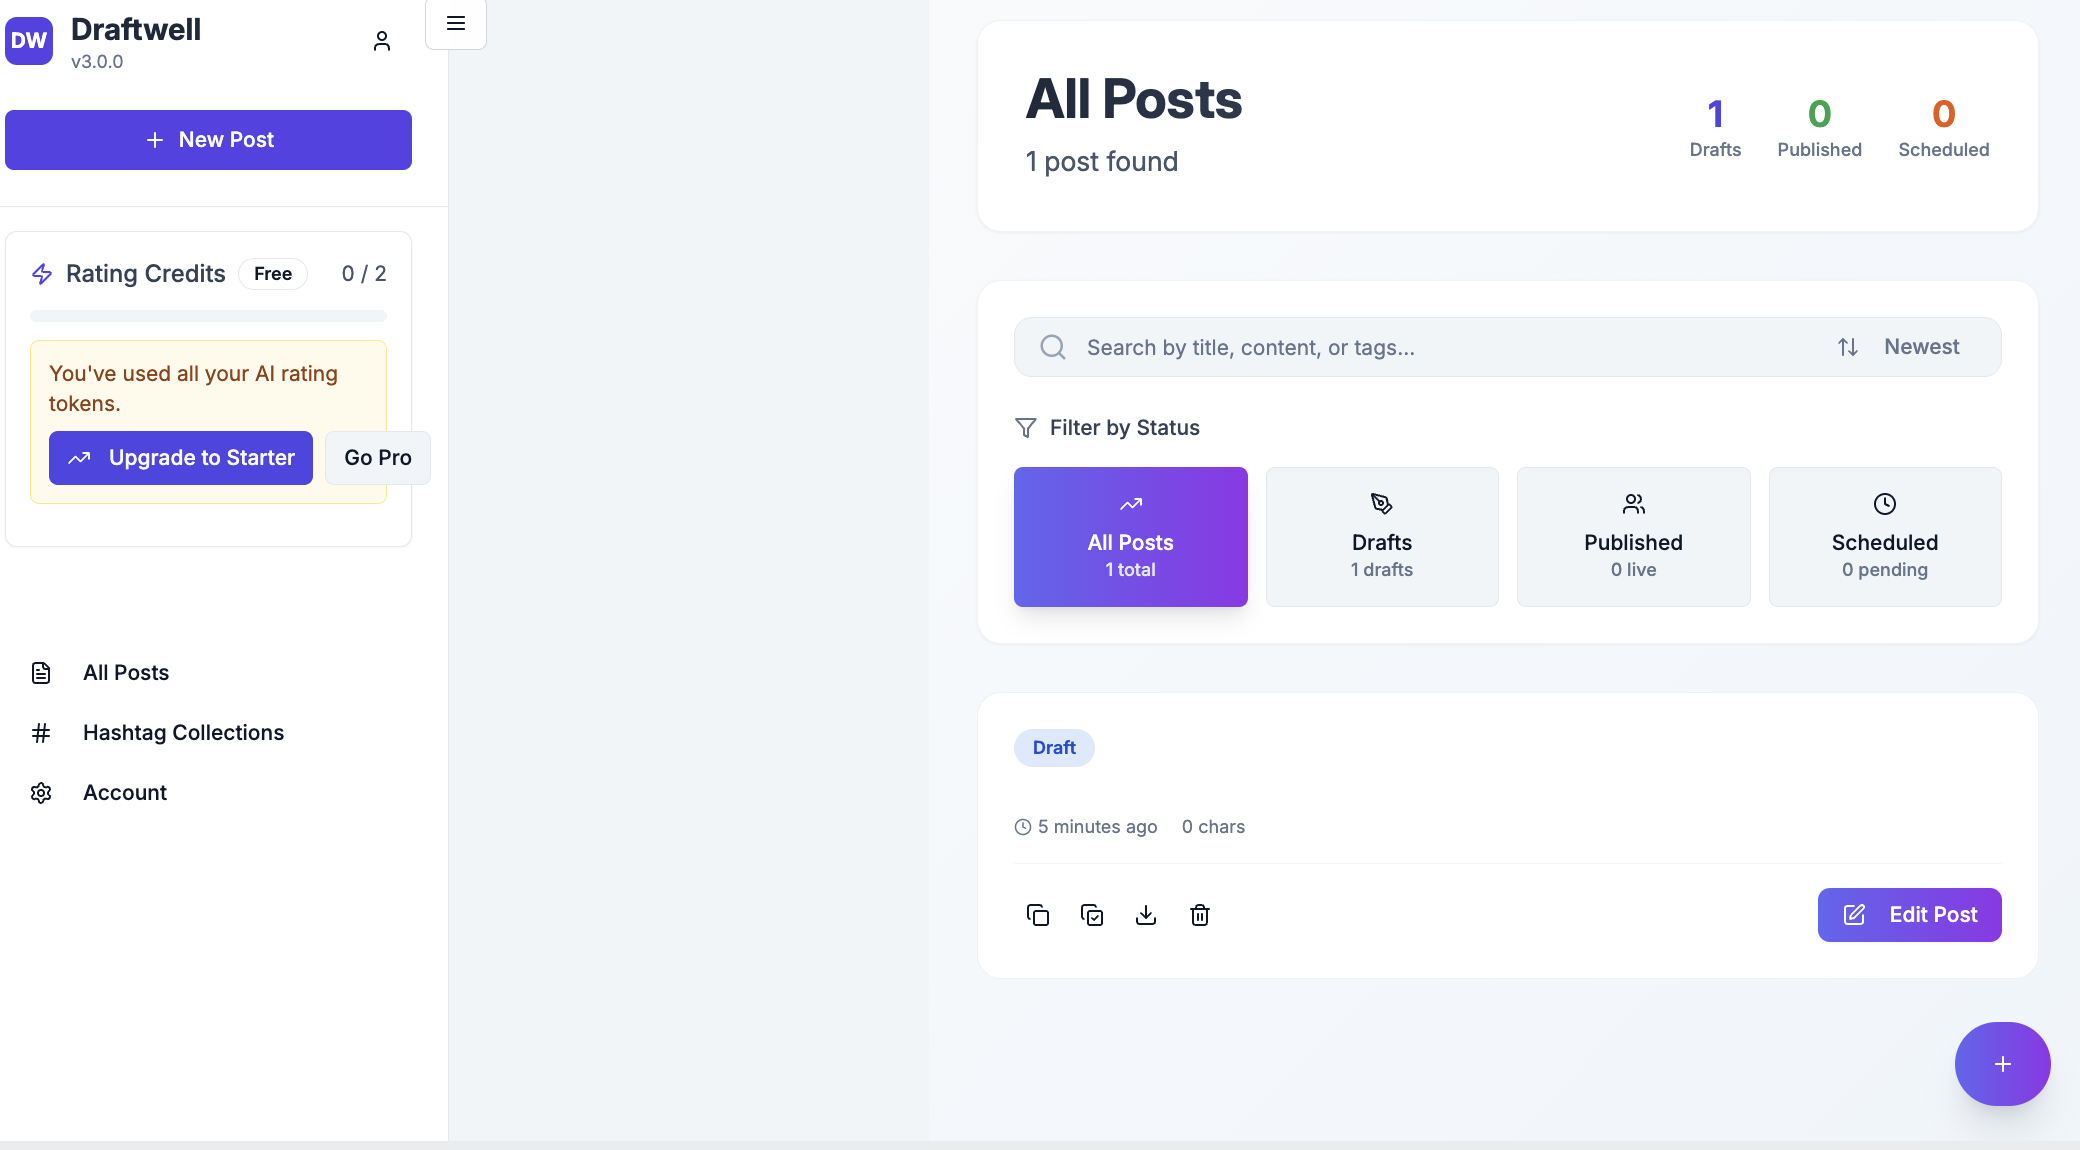 DW
Draftwell
v3.0.0
New Post
Rating Credits
Free
0 / 2
You've used all your AI rating
tokens.
Upgrade to Starter
Go Pro
All Posts
Hashtag Collections
Account
All Posts
1 post found
1
Drafts
0
Published
0
Scheduled
Search by title, content, or tags...
Newest
Filter by Status
All Posts
1 total
Drafts
1 drafts
Published
0 live
Scheduled
0 pending
Draft
5 minutes ago
0 chars
Edit Post